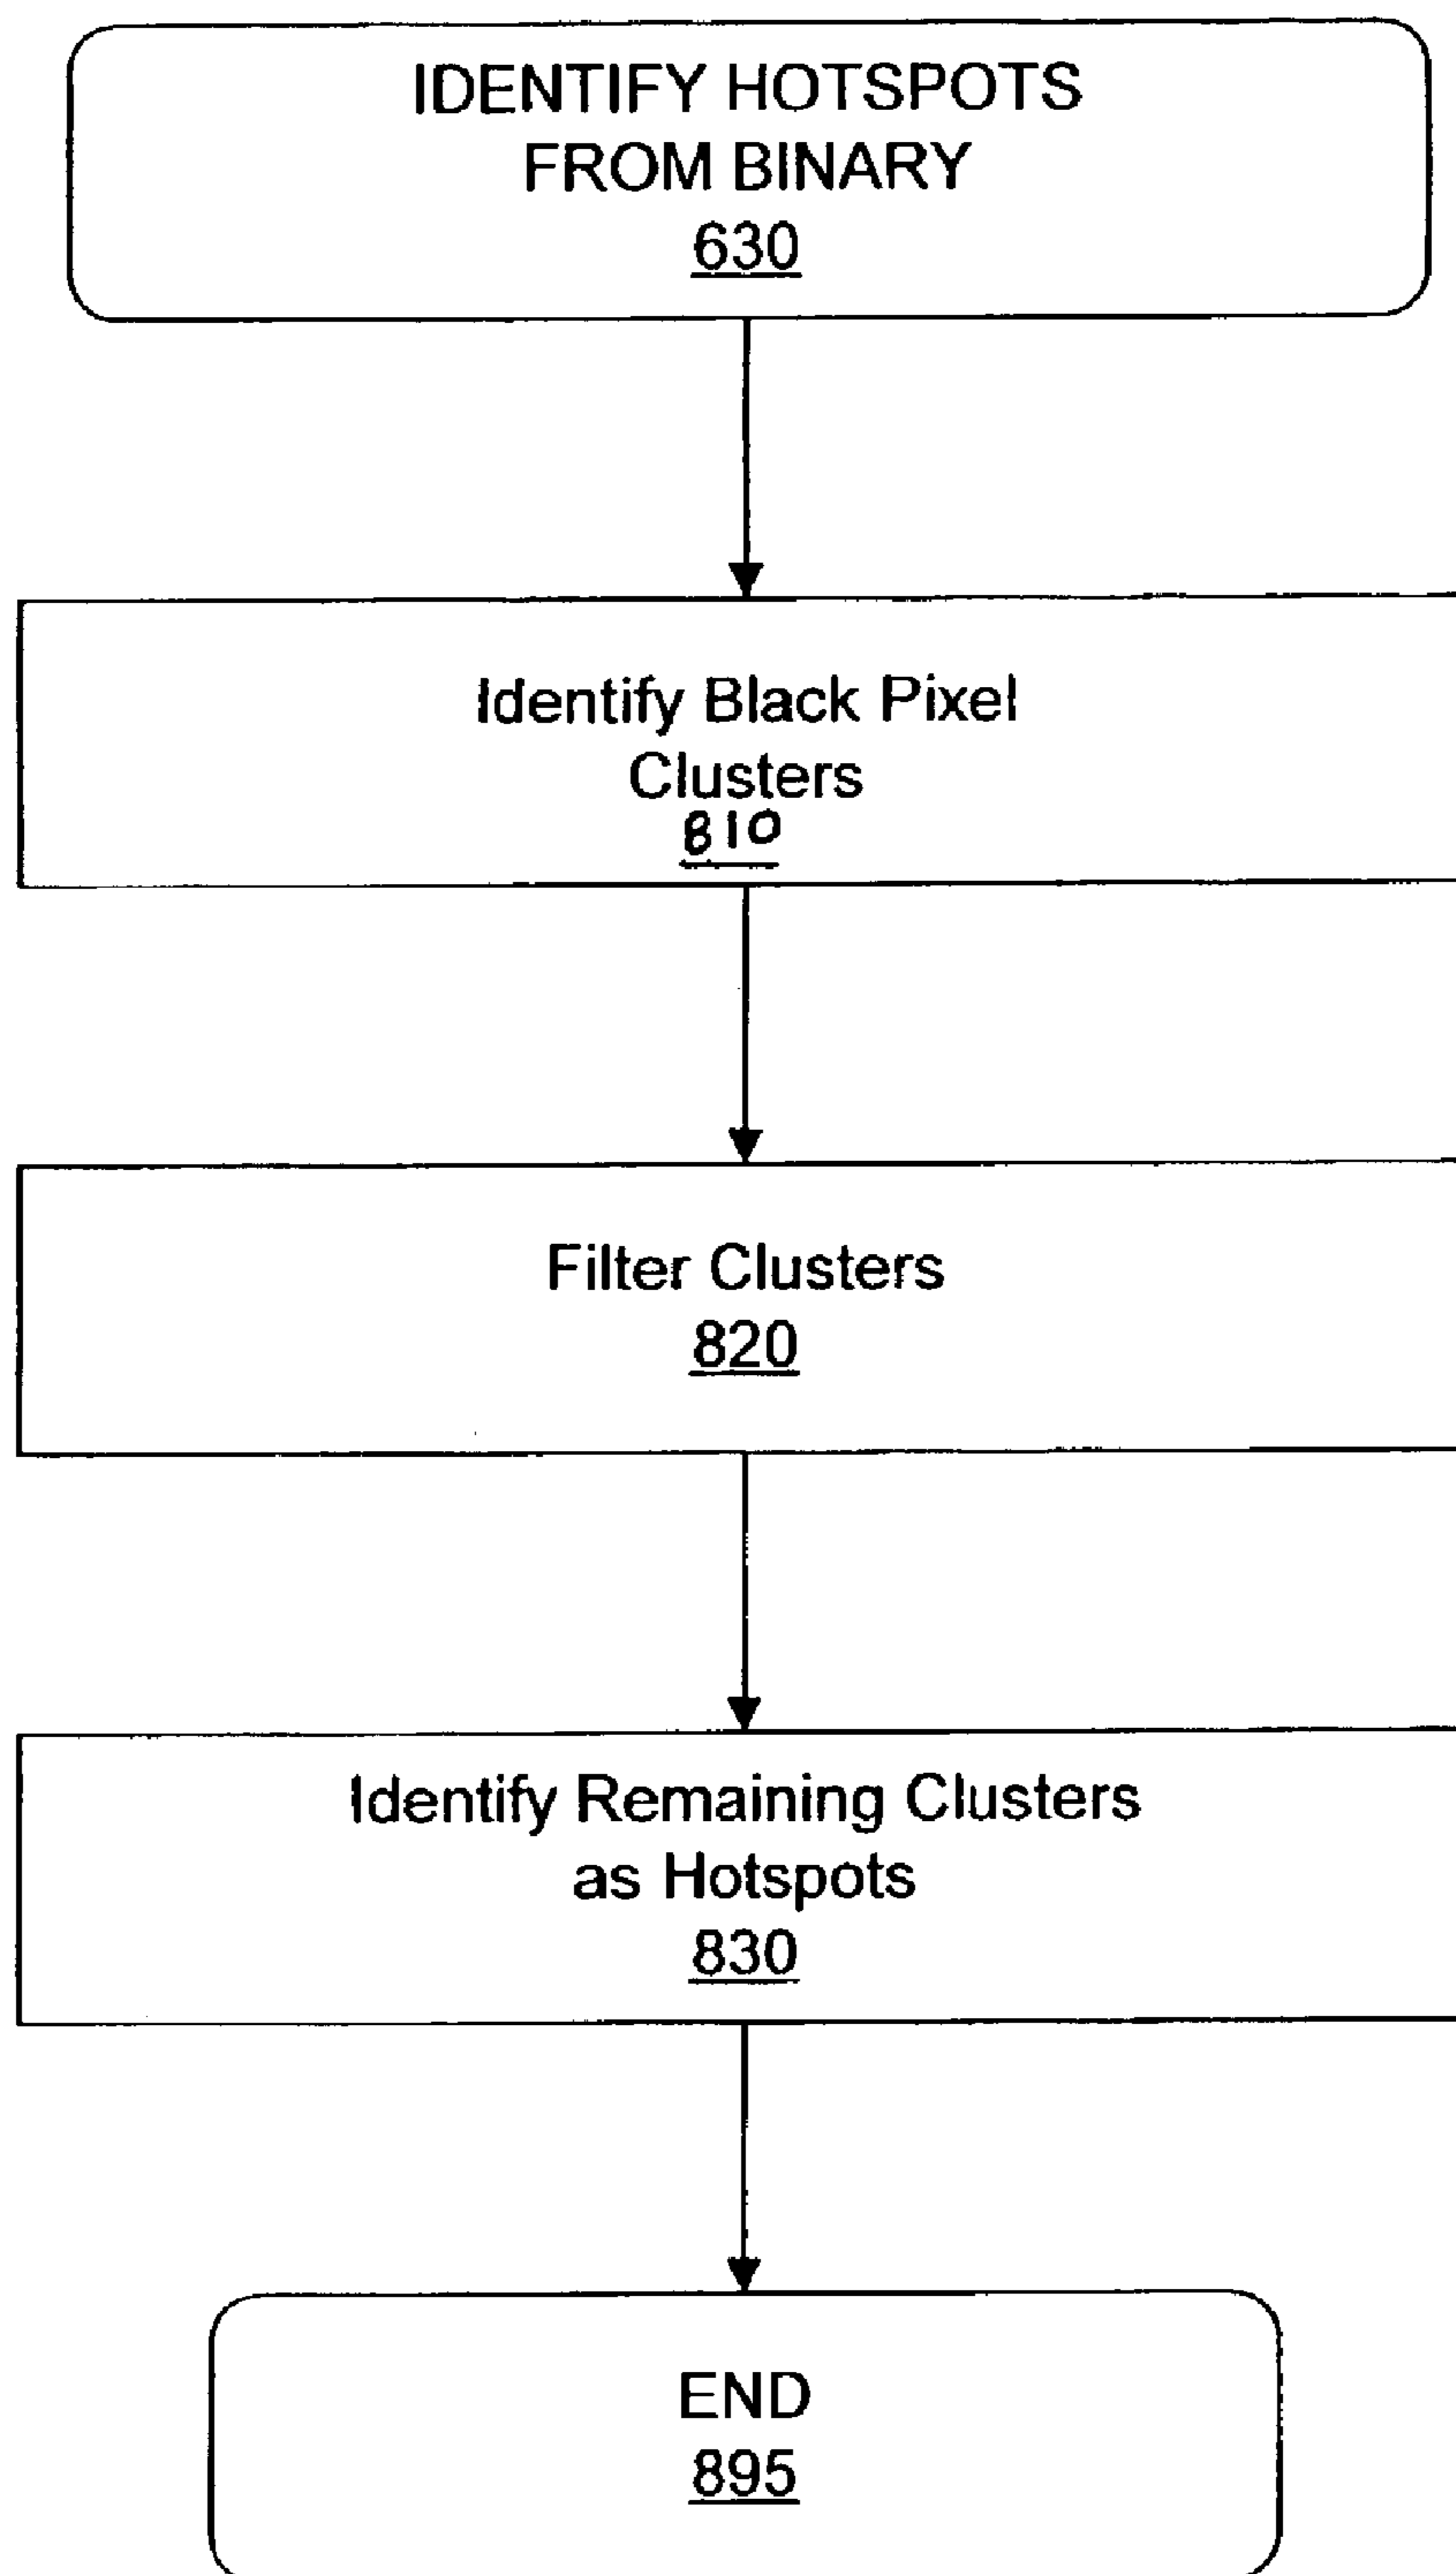 IDENTIFY HOTSPOTS
FROM BINARY
630
Identify Black Pixel
Clusters
810
Filter Clusters
820
Identify Remaining Clusters
as Hotspots
830
END
895